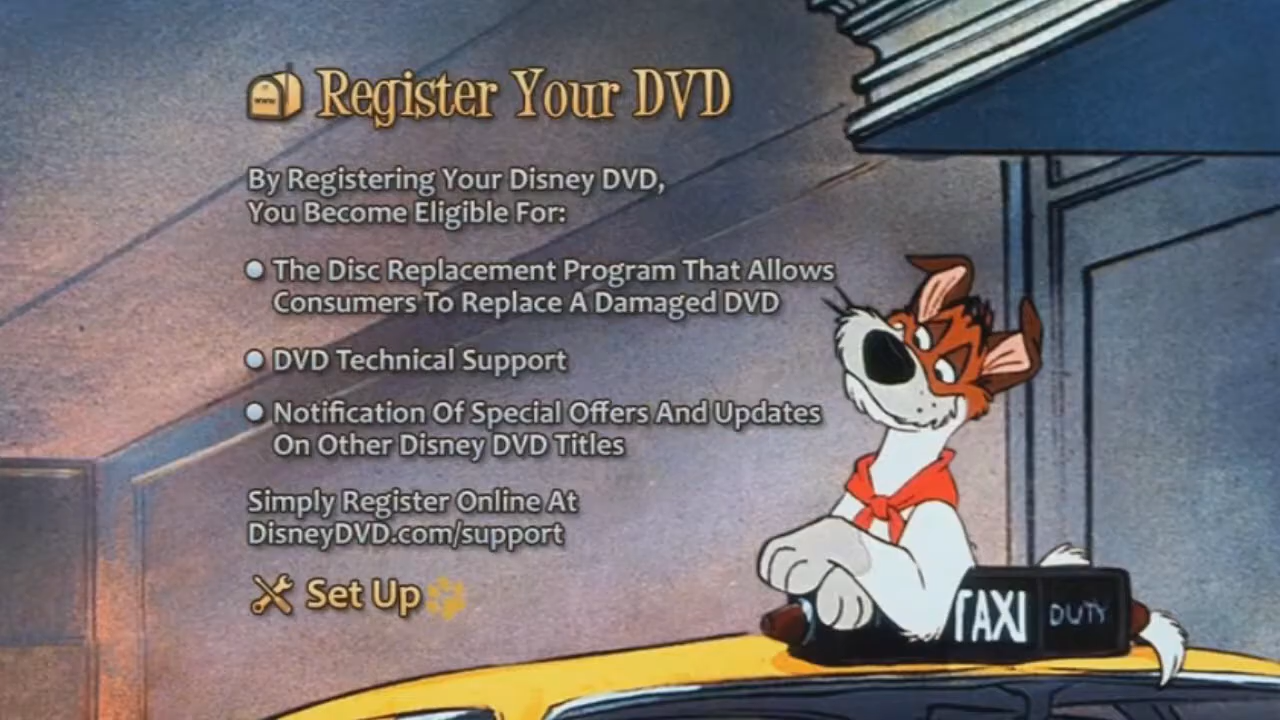 www
Register Your DVD
By Registering Your Disney DVD,
You Become Eligible For:
The Disc Replacement Program That Allows
Consumers To Replace A Damaged DVD
DVD Technical Support
Notification Of Special Offers And Updates
On Other Disney DVD Titles
Simply Register Online At
DisneyDVD.com/support
Set Up
TAXI DUTY